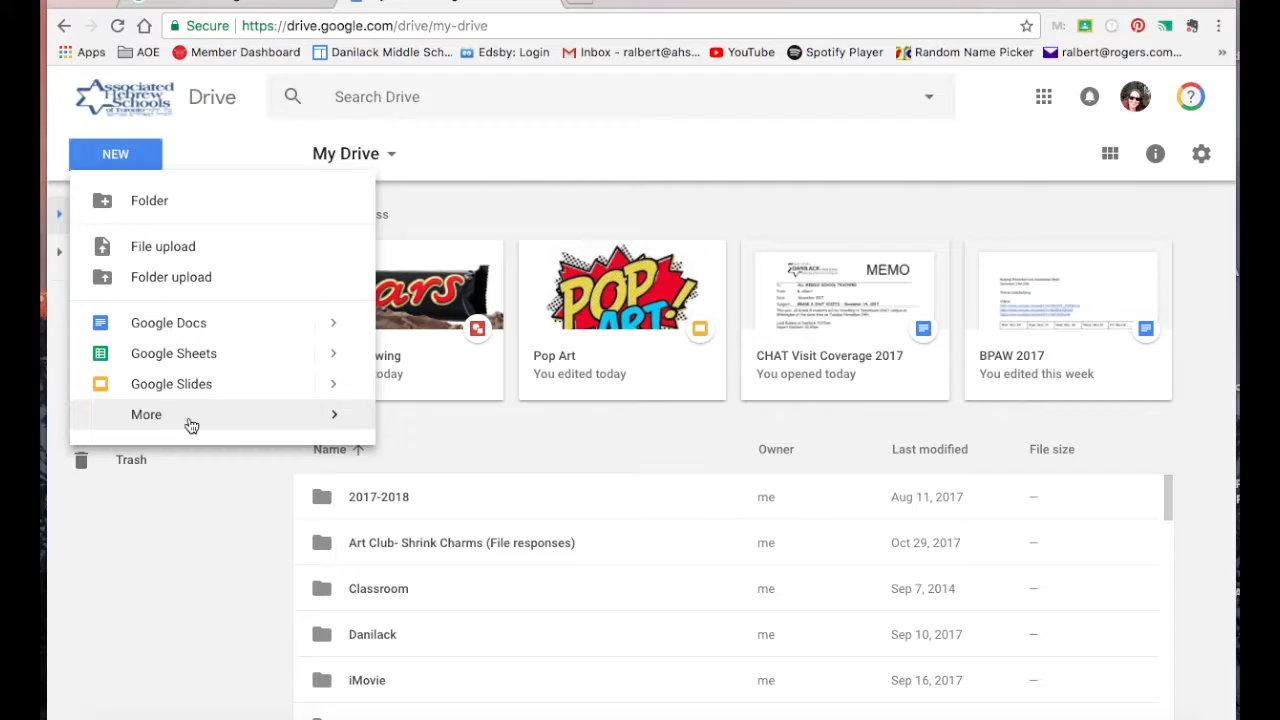 Secure https://drive.google.com/drive/my-drive M:
Apps AOE Member Dashboard Danilack Middle Sch... Edsby: Login Inbox - ralbert@ahs... YouTube Spotify Player Random Name Picker ralbert@rogers.com... »
Associated Hebrew Schools of Toronto Drive Search Drive ?
NEW My Drive
Folder
ss
File upload
Folder upload
Google Docs
Google Sheets
Google Slides
More
Trash
ars
wing
oday
POP ART!
Pop Art
You edited today
DANILACK MEMO
CHAT Visit Coverage 2017
You opened today
BPAW 2017
You edited this week
Name Owner Last modified File size
2017-2018 me Aug 11, 2017 —
Art Club- Shrink Charms (File responses) me Oct 29, 2017 —
Classroom me Sep 7, 2014 —
Danilack me Sep 10, 2017 —
iMovie me Sep 16, 2017 —